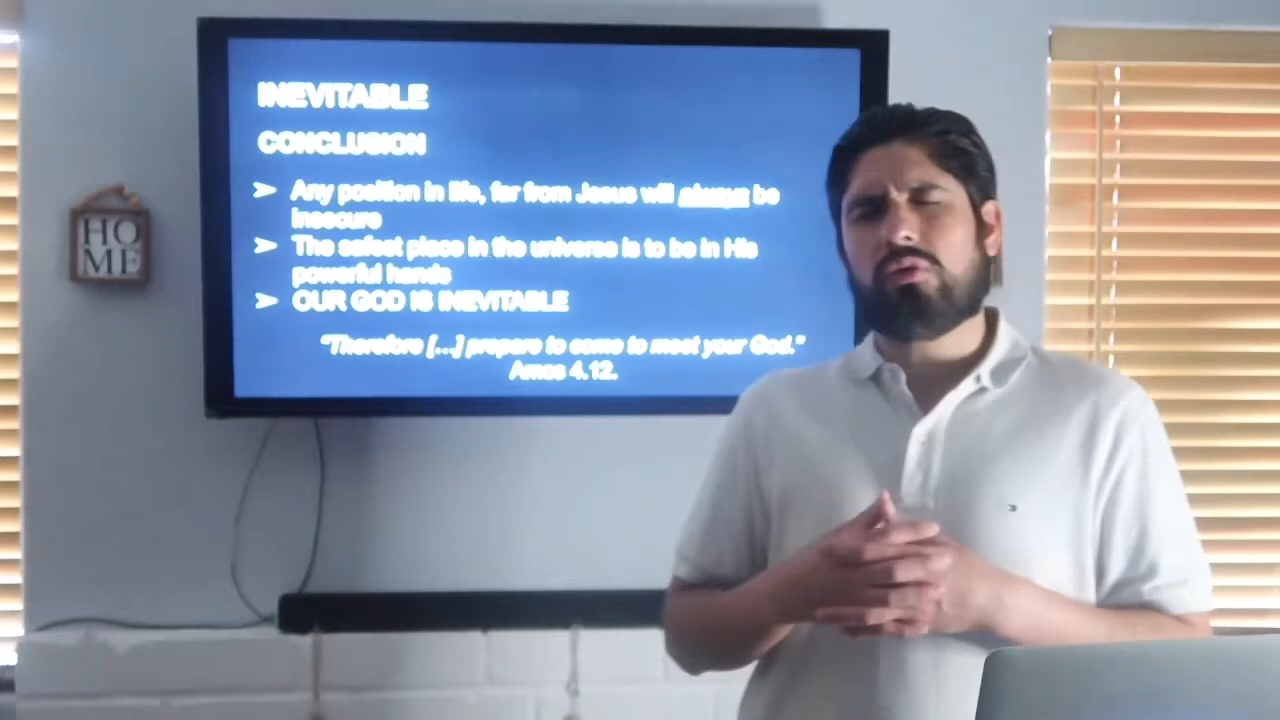 HO
ME
INEVITABLE
CONCLUSION
➢ Any position in life, far from Jesus will always be
insecure
➢ The safest place in the universe is to be in His
powerful hands
➢ OUR GOD IS INEVITABLE
"Therefore [...] prepare to come to meet your God."
Amos 4.12.